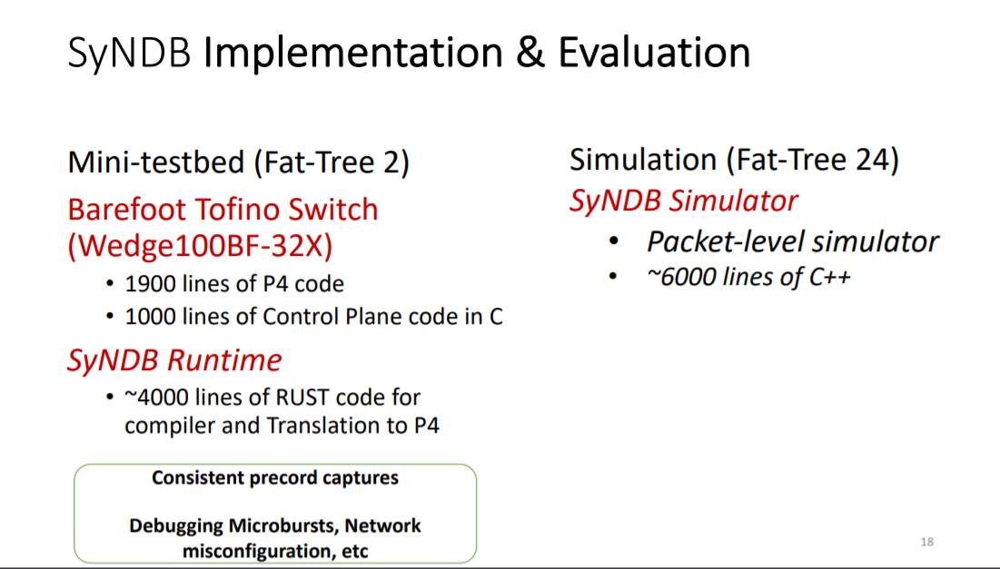 SyNDB Implementation & Evaluation
Mini-testbed (Fat-Tree 2)
Barefoot Tofino Switch
(Wedge100BF-32X)
• 1900 lines of P4 code
• 1000 lines of Control Plane code in C
SyNDB Runtime
• ~4000 lines of RUST code for
compiler and Translation to P4
Consistent precord captures
Debugging Microbursts, Network
misconfiguration, etc
Simulation (Fat-Tree 24)
SyNDB Simulator
• Packet-level simulator
• ~6000 lines of C++
18